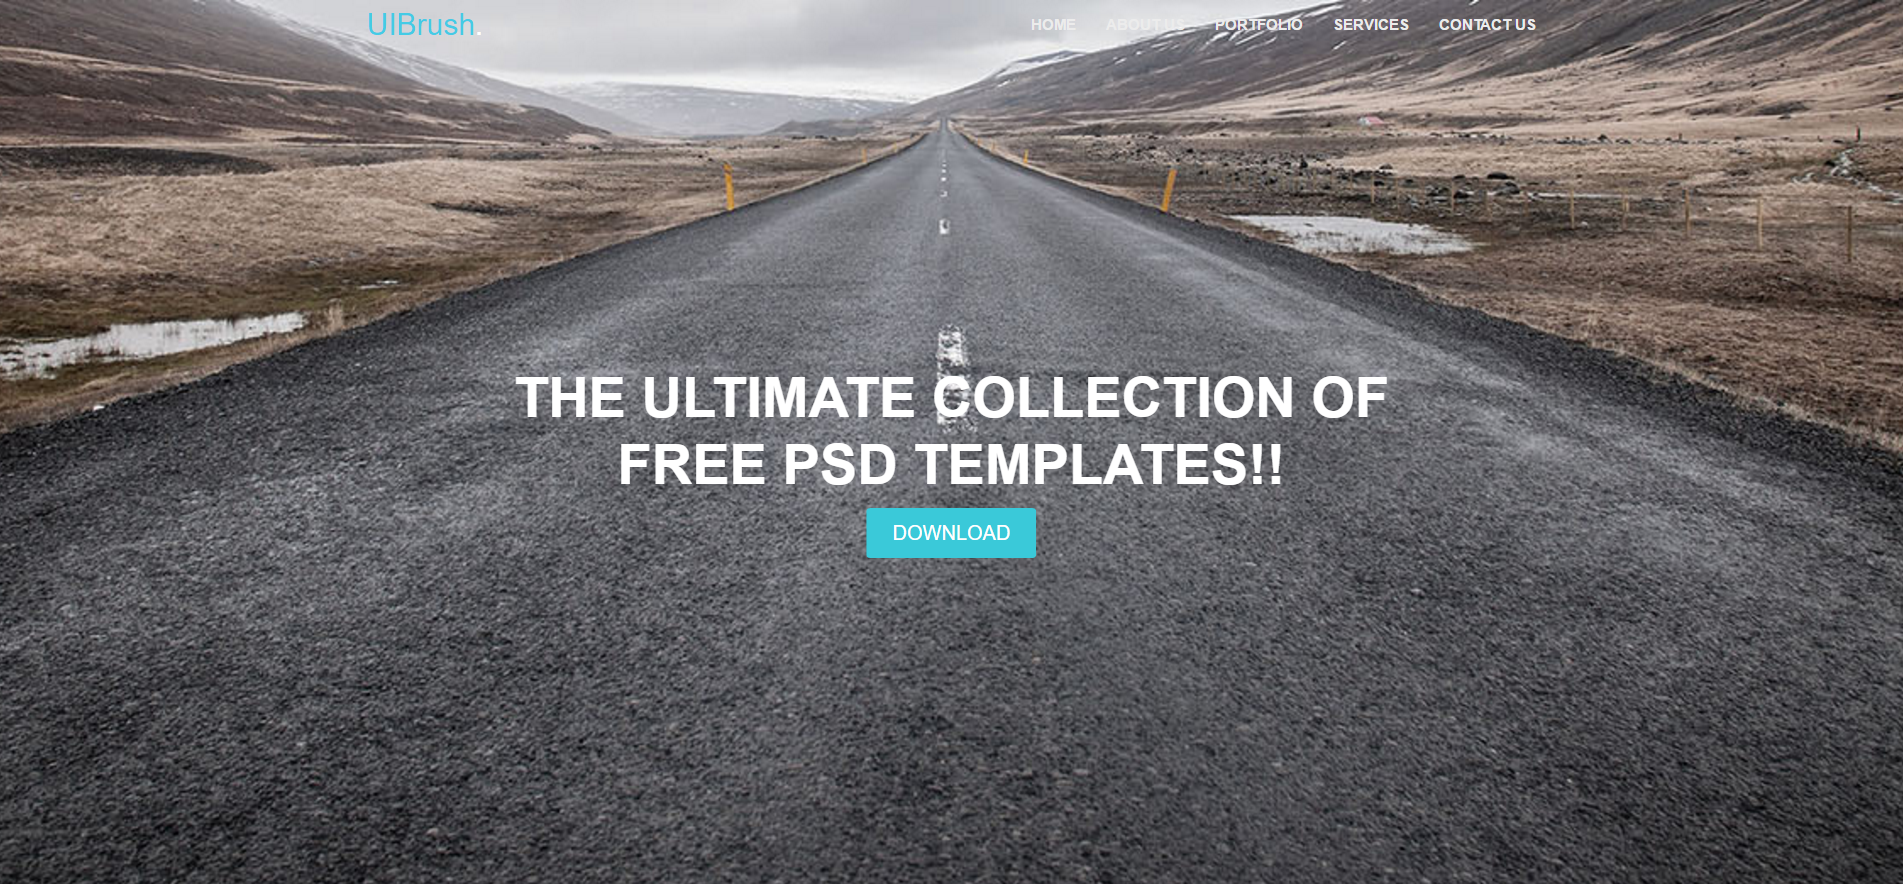 UIBrush.
HOME ABOUT US PORTFOLIO SERVICES CONTACT US
THE ULTIMATE COLLECTION OF
FREE PSD TEMPLATES!!
DOWNLOAD